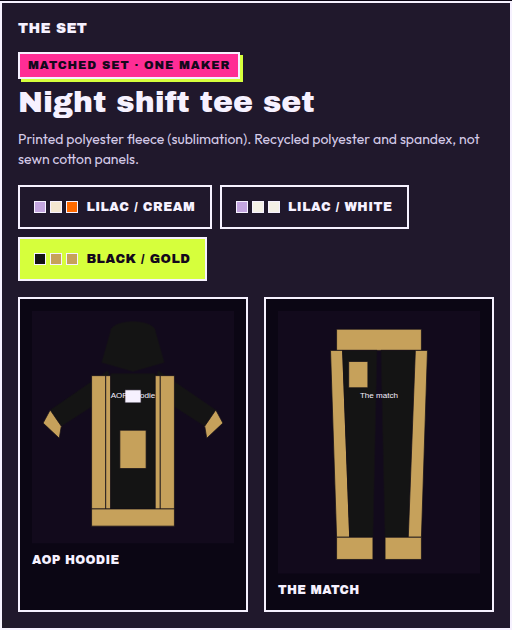 THE SET
MATCHED SET · ONE MAKER
Night shift tee set
Printed polyester fleece (sublimation). Recycled polyester and spandex, not
sewn cotton panels.
LILAC / CREAM
LILAC / WHITE
BLACK / GOLD
The match
AOP HOODIE
THE MATCH